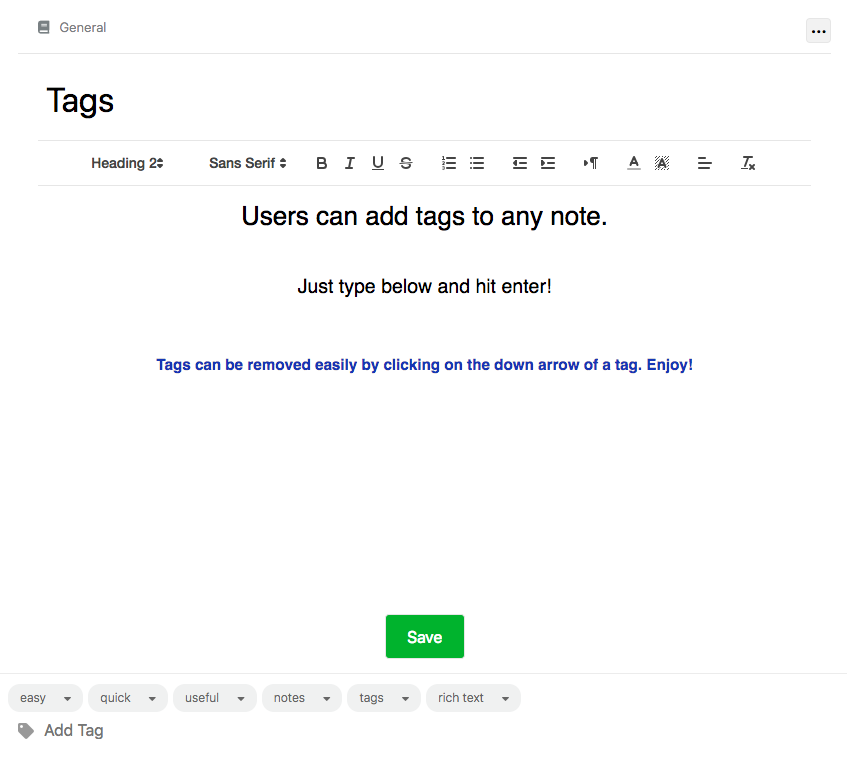 General
Tags
Heading 2 Sans Serif B I U S A A
Users can add tags to any note.
Just type below and hit enter!
Tags can be removed easily by clicking on the down arrow of a tag. Enjoy!
Save
easy quick useful notes tags rich text
Add Tag